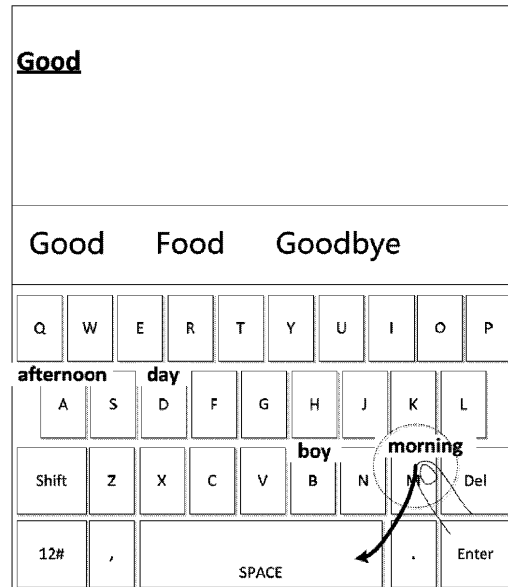 Good
Good Food Goodbye
Q W E R T Y U I O P
afternoon day
A S D F G H J K L
boy morning
Shift Z X C V B N M Del
12# , SPACE . Enter